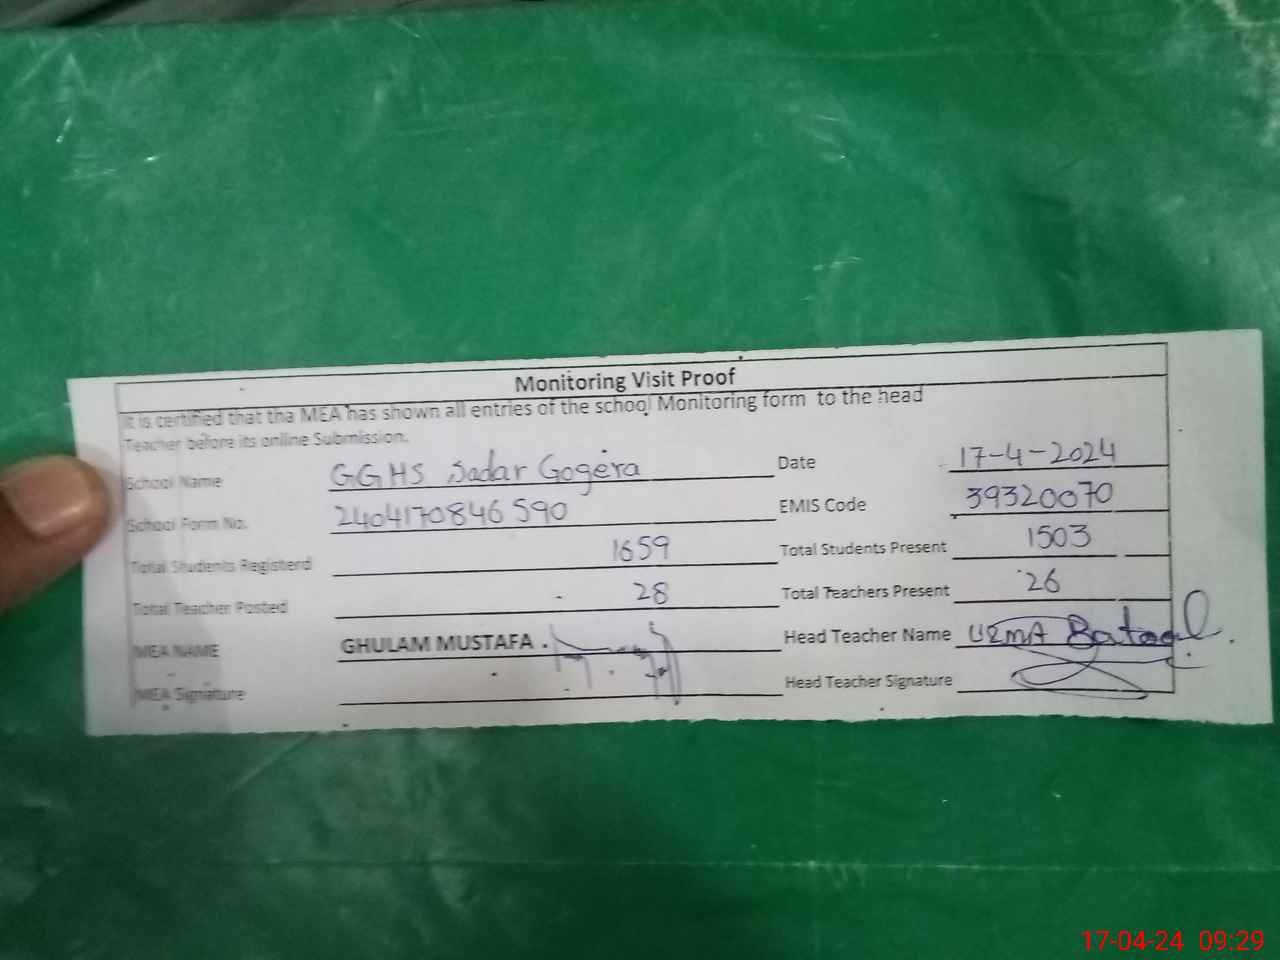 Monitoring Visit Proof
It is certified that tha MEA has shown all entries of the school Monitoring form to the head
Teacher before its online Submission.
School Name GGHS Sadar Gogera Date 17-4-2024
School Form No. 2404170846590 EMIS Code 39320070
Total Students Registerd 1659 Total Students Present 1503
Total Teacher Posted 28 Total Teachers Present 26
MEA NAME GHULAM MUSTAFA Head Teacher Name UZMA Batool
MEA Signature Head Teacher Signature
17-04-24 09:29